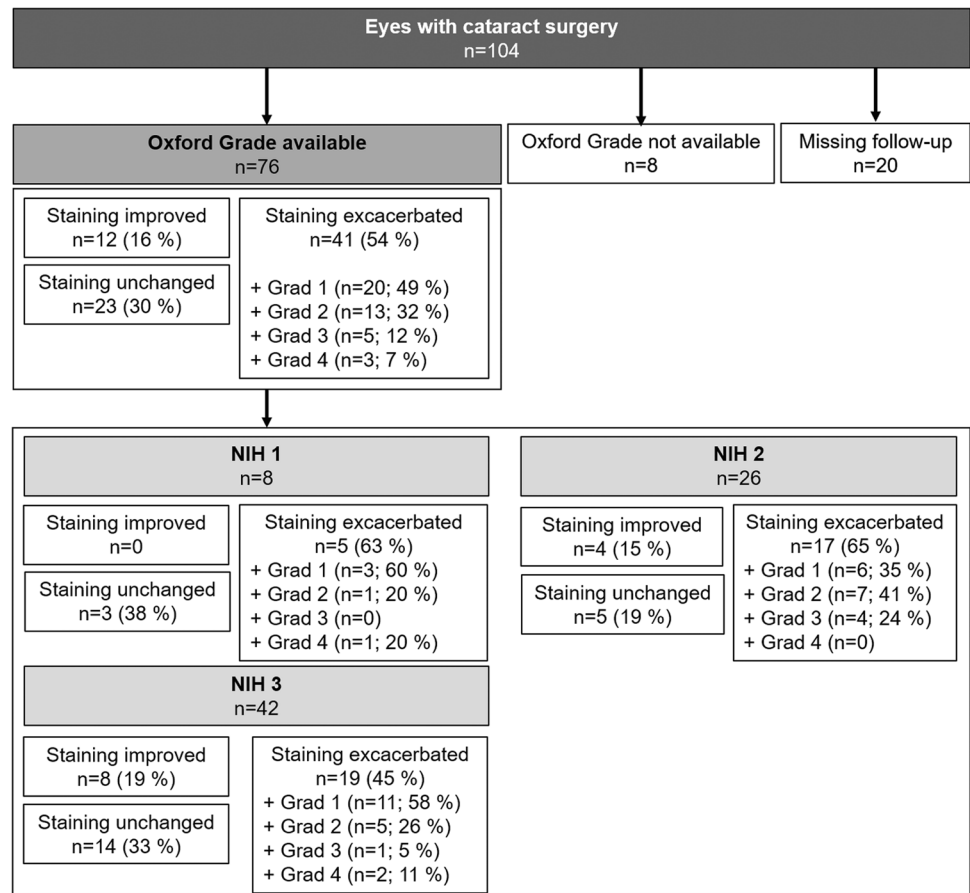 Eyes with cataract surgery
n=104
Oxford Grade available
n=76
Oxford Grade not available
n=8
Missing follow-up
n=20
Staining improved
n=12 (16 %)
Staining unchanged
n=23 (30 %)
Staining excacerbated
n=41 (54 %)
+ Grad 1 (n=20; 49 %)
+ Grad 2 (n=13; 32 %)
+ Grad 3 (n=5; 12 %)
+ Grad 4 (n=3; 7 %)
NIH 1
n=8
Staining improved
n=0
Staining unchanged
n=3 (38 %)
Staining excacerbated
n=5 (63 %)
+ Grad 1 (n=3; 60 %)
+ Grad 2 (n=1; 20 %)
+ Grad 3 (n=0)
+ Grad 4 (n=1; 20 %)
NIH 2
n=26
Staining improved
n=4 (15 %)
Staining unchanged
n=5 (19 %)
Staining excacerbated
n=17 (65 %)
+ Grad 1 (n=6; 35 %)
+ Grad 2 (n=7; 41 %)
+ Grad 3 (n=4; 24 %)
+ Grad 4 (n=0)
NIH 3
n=42
Staining improved
n=8 (19 %)
Staining unchanged
n=14 (33 %)
Staining excacerbated
n=19 (45 %)
+ Grad 1 (n=11; 58 %)
+ Grad 2 (n=5; 26 %)
+ Grad 3 (n=1; 5 %)
+ Grad 4 (n=2; 11 %)